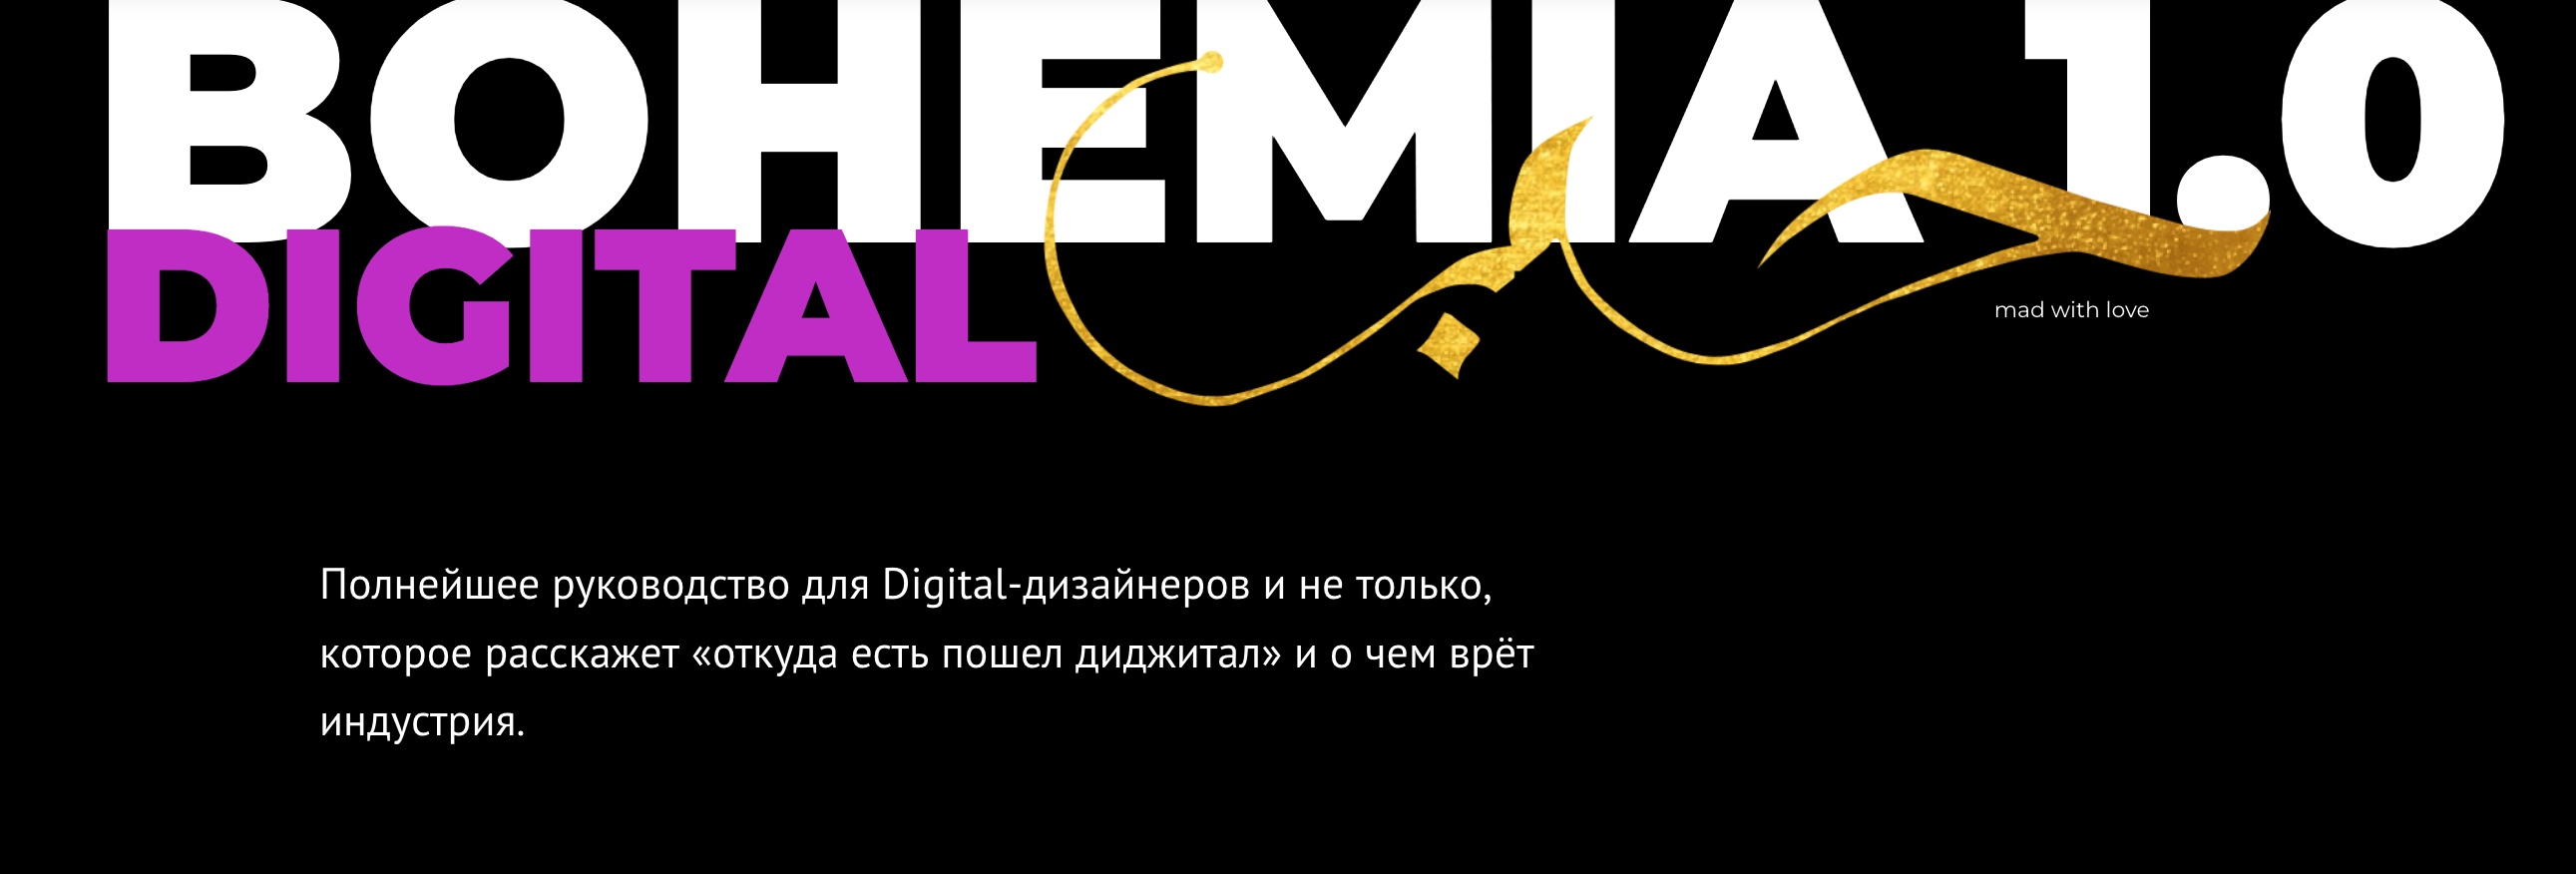 BOHEMIA 1.0
DIGITAL
mad with love
Полнейшее руководство для Digital-дизайнеров и не только,
которое расскажет «откуда есть пошел диджитал» и о чем врёт
индустрия.